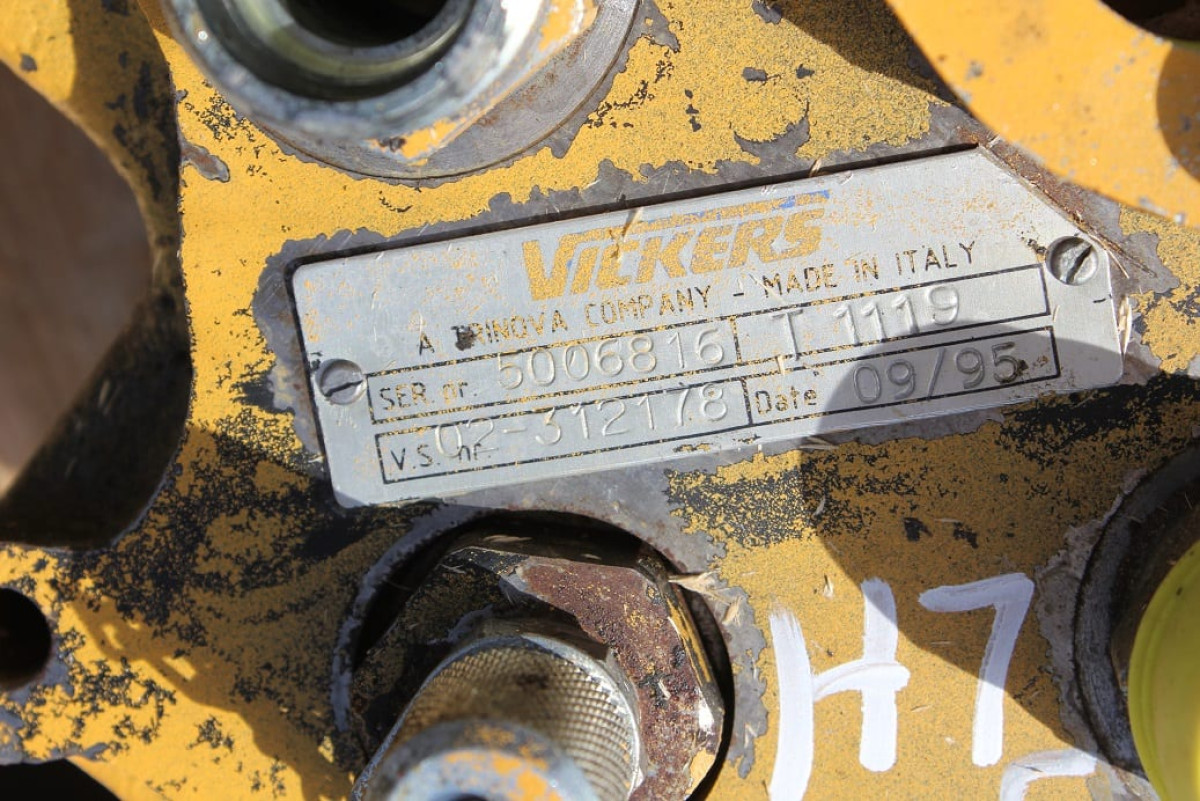 VICKERS
A TRINOVA COMPANY - MADE IN ITALY
SER. nr. 5006816 T 1119
V.S. nr. 02-312178 Date 09/95
H7